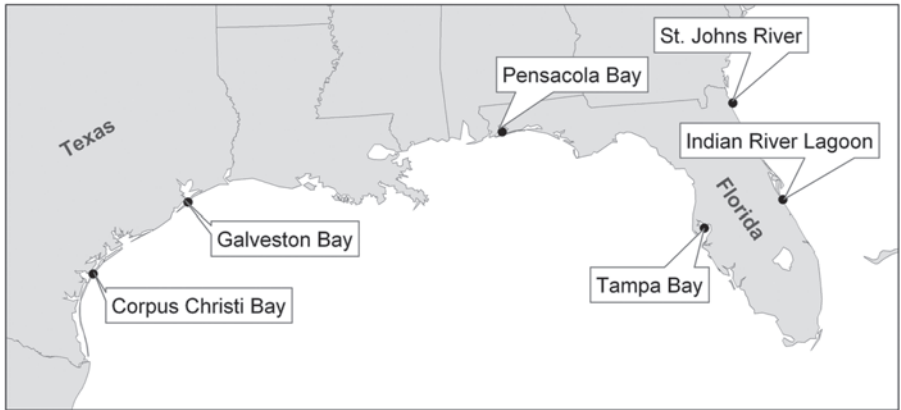 St. Johns River
Pensacola Bay
Texas
Indian River Lagoon
Florida
Galveston Bay
Tampa Bay
Corpus Christi Bay